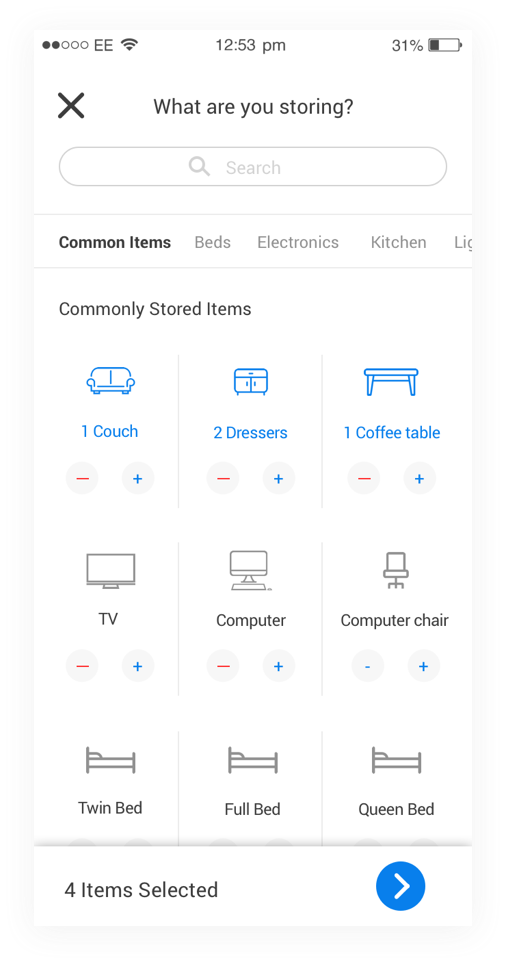 EE 12:53 pm 31%
What are you storing?
Search
Common Items Beds Electronics Kitchen Lig
Commonly Stored Items
1 Couch 2 Dressers 1 Coffee table
— + — + — +
TV Computer Computer chair
— + — + - +
Twin Bed Full Bed Queen Bed
4 Items Selected